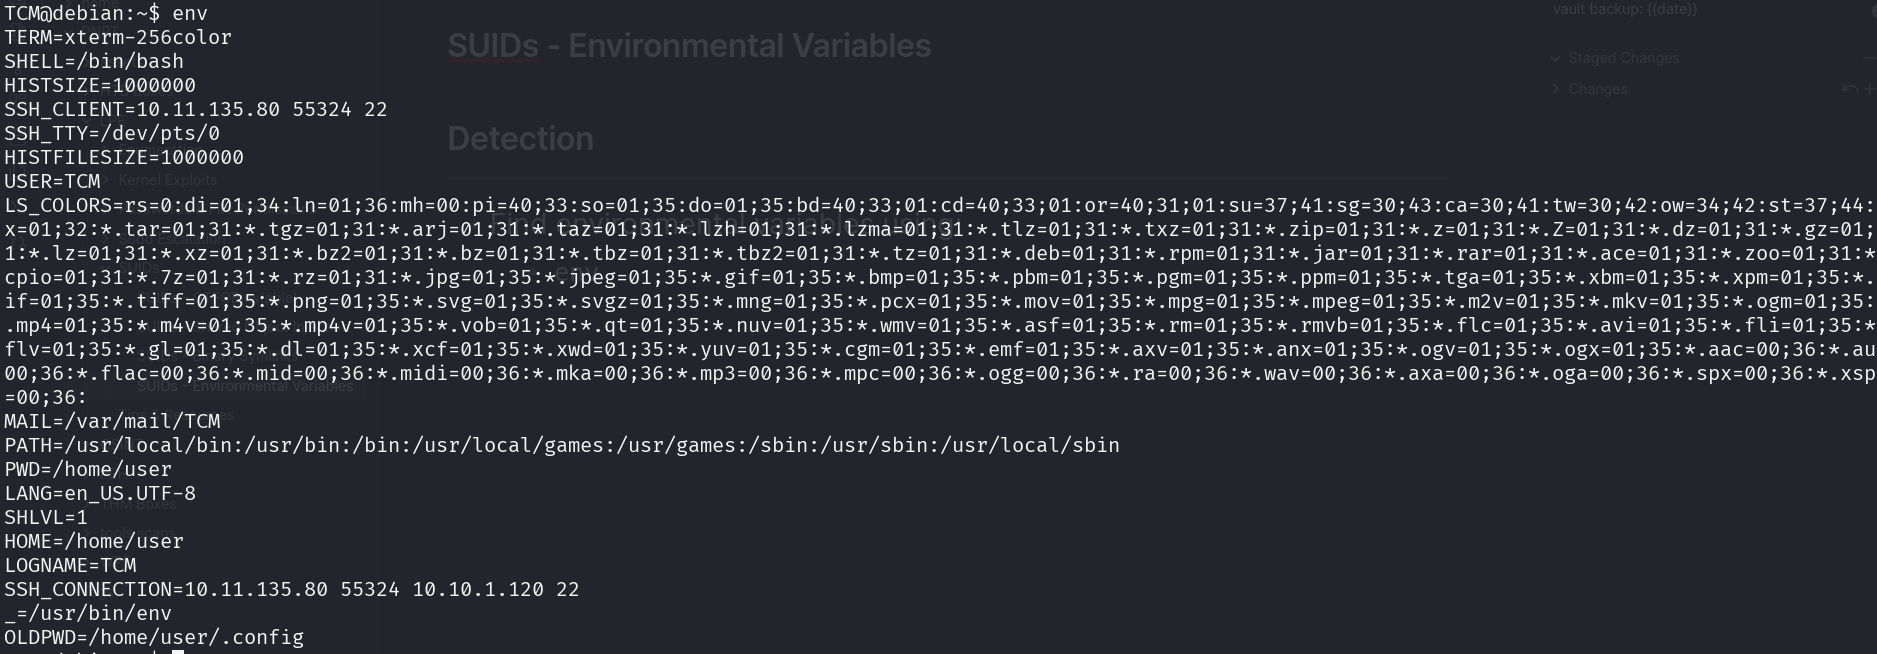 TCM@debian:~$ env
TERM=xterm-256color
SHELL=/bin/bash
HISTSIZE=1000000
SSH_CLIENT=10.11.135.80 55324 22
SSH_TTY=/dev/pts/0
HISTFILESIZE=1000000
USER=TCM
LS_COLORS=rs=0:di=01;34:ln=01;36:mh=00:pi=40;33:so=01;35:do=01;35:bd=40;33;01:cd=40;33;01:or=40;31;01:su=37;41:sg=30;43:ca=30;41:tw=30;42:ow=34;42:st=37;44:
x=01;32:*.tar=01;31:*.tgz=01;31:*.arj=01;31:*.taz=01;31:*.lzh=01;31:*.lzma=01;31:*.tlz=01;31:*.txz=01;31:*.zip=01;31:*.z=01;31:*.Z=01;31:*.dz=01;31:*.gz=01;
1:*.lz=01;31:*.xz=01;31:*.bz2=01;31:*.bz=01;31:*.tbz=01;31:*.tbz2=01;31:*.tz=01;31:*.deb=01;31:*.rpm=01;31:*.jar=01;31:*.rar=01;31:*.ace=01;31:*.zoo=01;31:*
cpio=01;31:*.7z=01;31:*.rz=01;31:*.jpg=01;35:*.jpeg=01;35:*.gif=01;35:*.bmp=01;35:*.pbm=01;35:*.pgm=01;35:*.ppm=01;35:*.tga=01;35:*.xbm=01;35:*.xpm=01;35:*.
if=01;35:*.tiff=01;35:*.png=01;35:*.svg=01;35:*.svgz=01;35:*.mng=01;35:*.pcx=01;35:*.mov=01;35:*.mpg=01;35:*.mpeg=01;35:*.m2v=01;35:*.mkv=01;35:*.ogm=01;35:
.mp4=01;35:*.m4v=01;35:*.mp4v=01;35:*.vob=01;35:*.qt=01;35:*.nuv=01;35:*.wmv=01;35:*.asf=01;35:*.rm=01;35:*.rmvb=01;35:*.flc=01;35:*.avi=01;35:*.fli=01;35:*
flv=01;35:*.gl=01;35:*.dl=01;35:*.xcf=01;35:*.xwd=01;35:*.yuv=01;35:*.cgm=01;35:*.emf=01;35:*.axv=01;35:*.anx=01;35:*.ogv=01;35:*.ogx=01;35:*.aac=00;36:*.au
00;36:*.flac=00;36:*.mid=00;36:*.midi=00;36:*.mka=00;36:*.mp3=00;36:*.mpc=00;36:*.ogg=00;36:*.ra=00;36:*.wav=00;36:*.axa=00;36:*.oga=00;36:*.spx=00;36:*.xsp
=00;36:
MAIL=/var/mail/TCM
PATH=/usr/local/bin:/usr/bin:/bin:/usr/local/games:/usr/games:/sbin:/usr/sbin:/usr/local/sbin
PWD=/home/user
LANG=en_US.UTF-8
SHLVL=1
HOME=/home/user
LOGNAME=TCM
SSH_CONNECTION=10.11.135.80 55324 10.10.1.120 22
_=/usr/bin/env
OLDPWD=/home/user/.config
SUIDs - Environmental Variables
Detection
Find environmental variables using:
env
Kernel Exploits
SUIDs - Environmental Variables
THM Boxes
vault backup: {{date}}
Staged Changes
Changes